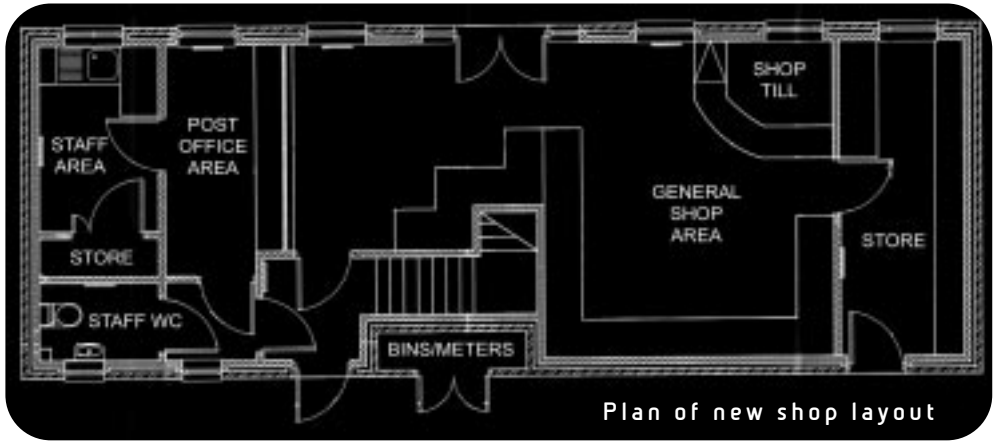 SHOP
TILL
POST
OFFICE
AREA
STAFF
AREA
GENERAL
SHOP
AREA
STORE
STORE
STAFF WC
BINS/METERS
Plan of new shop layout